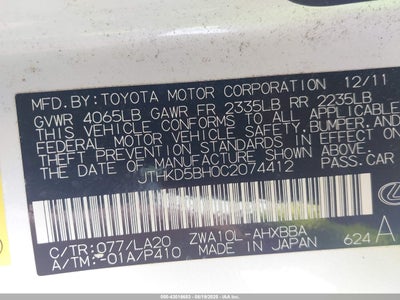 MFD.BY:TOYOTA MOTOR CORPORATION 12/11
GVWR 4065LB GAWR FR 2335LB RR 2235LB
THIS VEHICLE CONFORMS TO ALL APPLICABLE
FEDERAL MOTOR VEHICLE SAFETY AND
THEFT PREVENTION STANDARDS IN EFFECT
ON THE DATE OF MANUFACTURE SHOWN ABOVE.
JTHKD5BH0C2074412 PASS.CAR
C/TR:077/LA20 ZWA10L-AHXBBA
A/TM:-01A/P410 MADE IN JAPAN 624 A